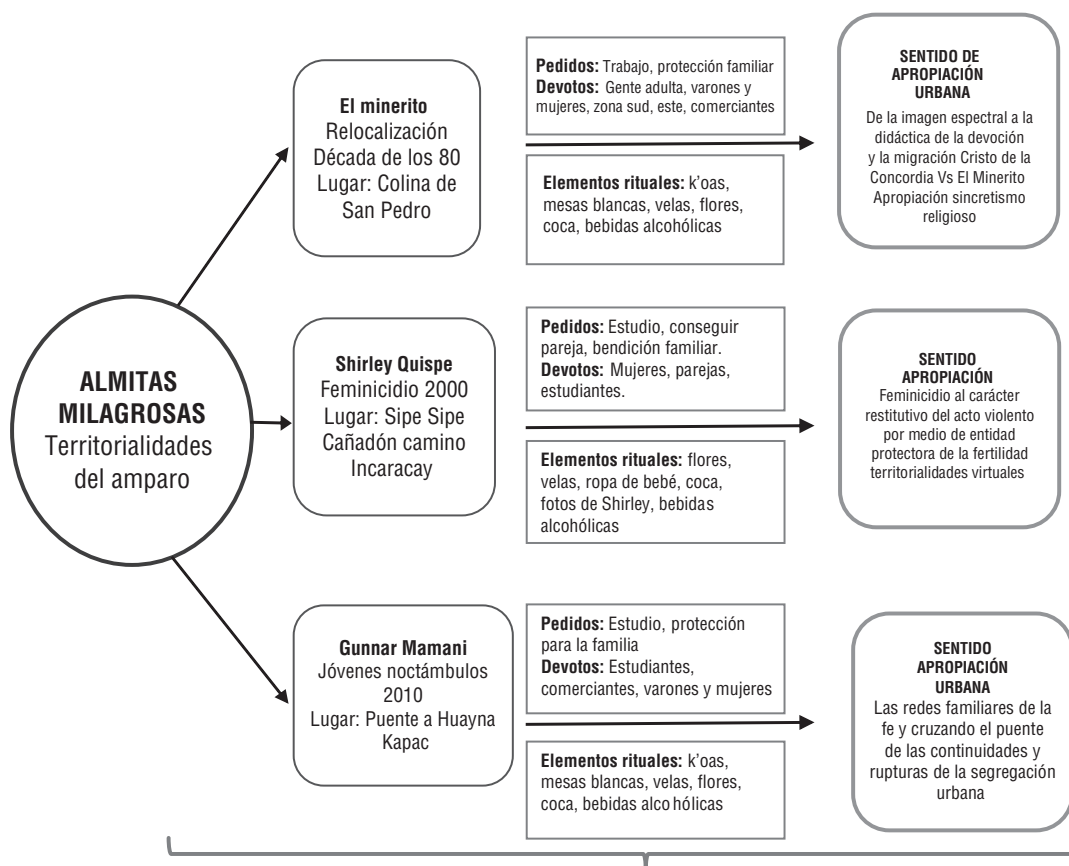 ALMITAS
MILAGROSAS
Territorialidades
del amparo
El minerito
Relocalización
Década de los 80
Lugar: Colina de
San Pedro
Pedidos: Trabajo, protección familiar
Devotos: Gente adulta, varones y
mujeres, zona sud, este, comerciantes
Elementos rituales: k’oas,
mesas blancas, velas, flores,
coca, bebidas alcohólicas
SENTIDO DE
APROPIACIÓN
URBANA
De la imagen espectral a la
didáctica de la devoción
y la migración Cristo de la
Concordia Vs El Minerito
Apropiación sincretismo
religioso
Shirley Quispe
Feminicidio 2000
Lugar: Sipe Sipe
Cañadón camino
Incaracay
Pedidos: Estudio, conseguir
pareja, bendición familiar.
Devotos: Mujeres, parejas,
estudiantes.
Elementos rituales: flores,
velas, ropa de bebé, coca,
fotos de Shirley, bebidas
alcohólicas
SENTIDO
APROPIACIÓN
Feminicidio al carácter
restitutivo del acto violento
por medio de entidad
protectora de la fertilidad
territorialidades virtuales
Gunnar Mamani
Jóvenes noctámbulos
2010
Lugar: Puente a Huayna
Kapac
Pedidos: Estudio, protección
para la familia
Devotos: Estudiantes,
comerciantes, varones y mujeres
Elementos rituales: k’oas,
mesas blancas, velas, flores,
coca, bebidas alco hólicas
SENTIDO
APROPIACIÓN
URBANA
Las redes familiares de la
fe y cruzando el puente
de las continuidades y
rupturas de la segregación
urbana